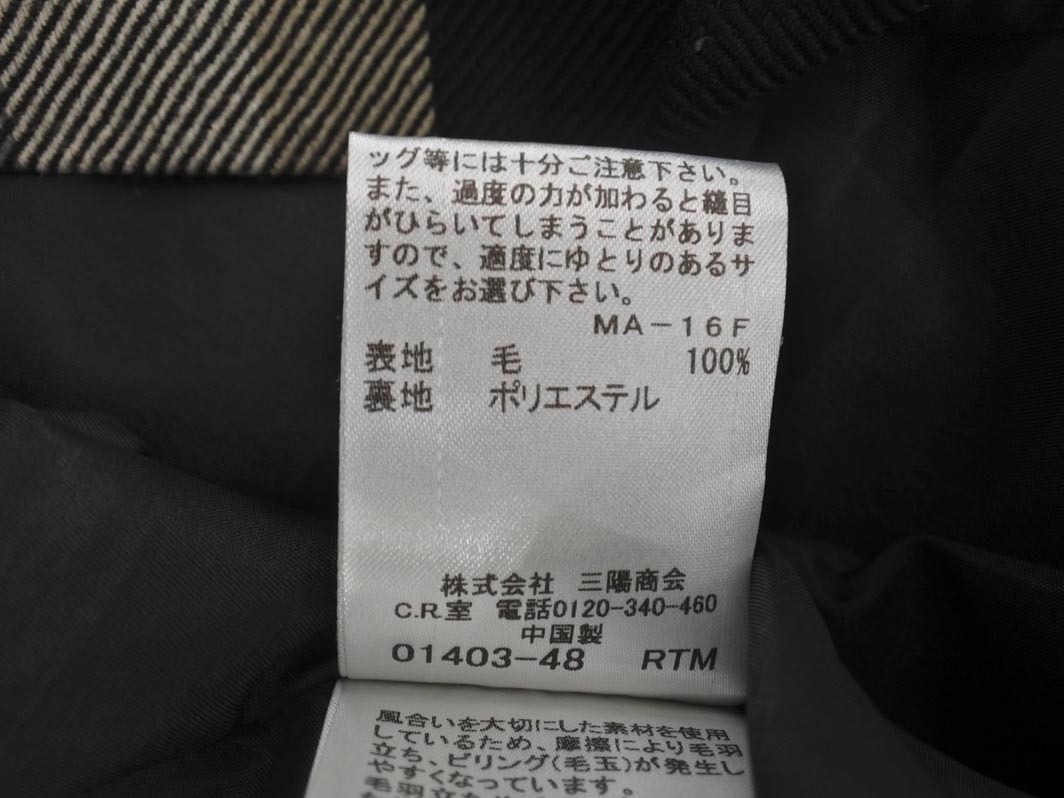 ッグ等には十分ご注意下さい。
また、過度の力が加わると縫目
がひらいてしまうことがありま
すので、適度にゆとりのあるサ
イズをお選び下さい。
MA-16F
表地 毛 100%
裏地 ポリエステル
株式会社 三陽商会
C.R.室 電話0120-340-460
中国製
01403-48 RTM
風合いを大切にした素材を使用
しているため、摩擦により毛羽
立ち、ピリング(毛玉)が発生し
やすくなっています。
毛羽立ち